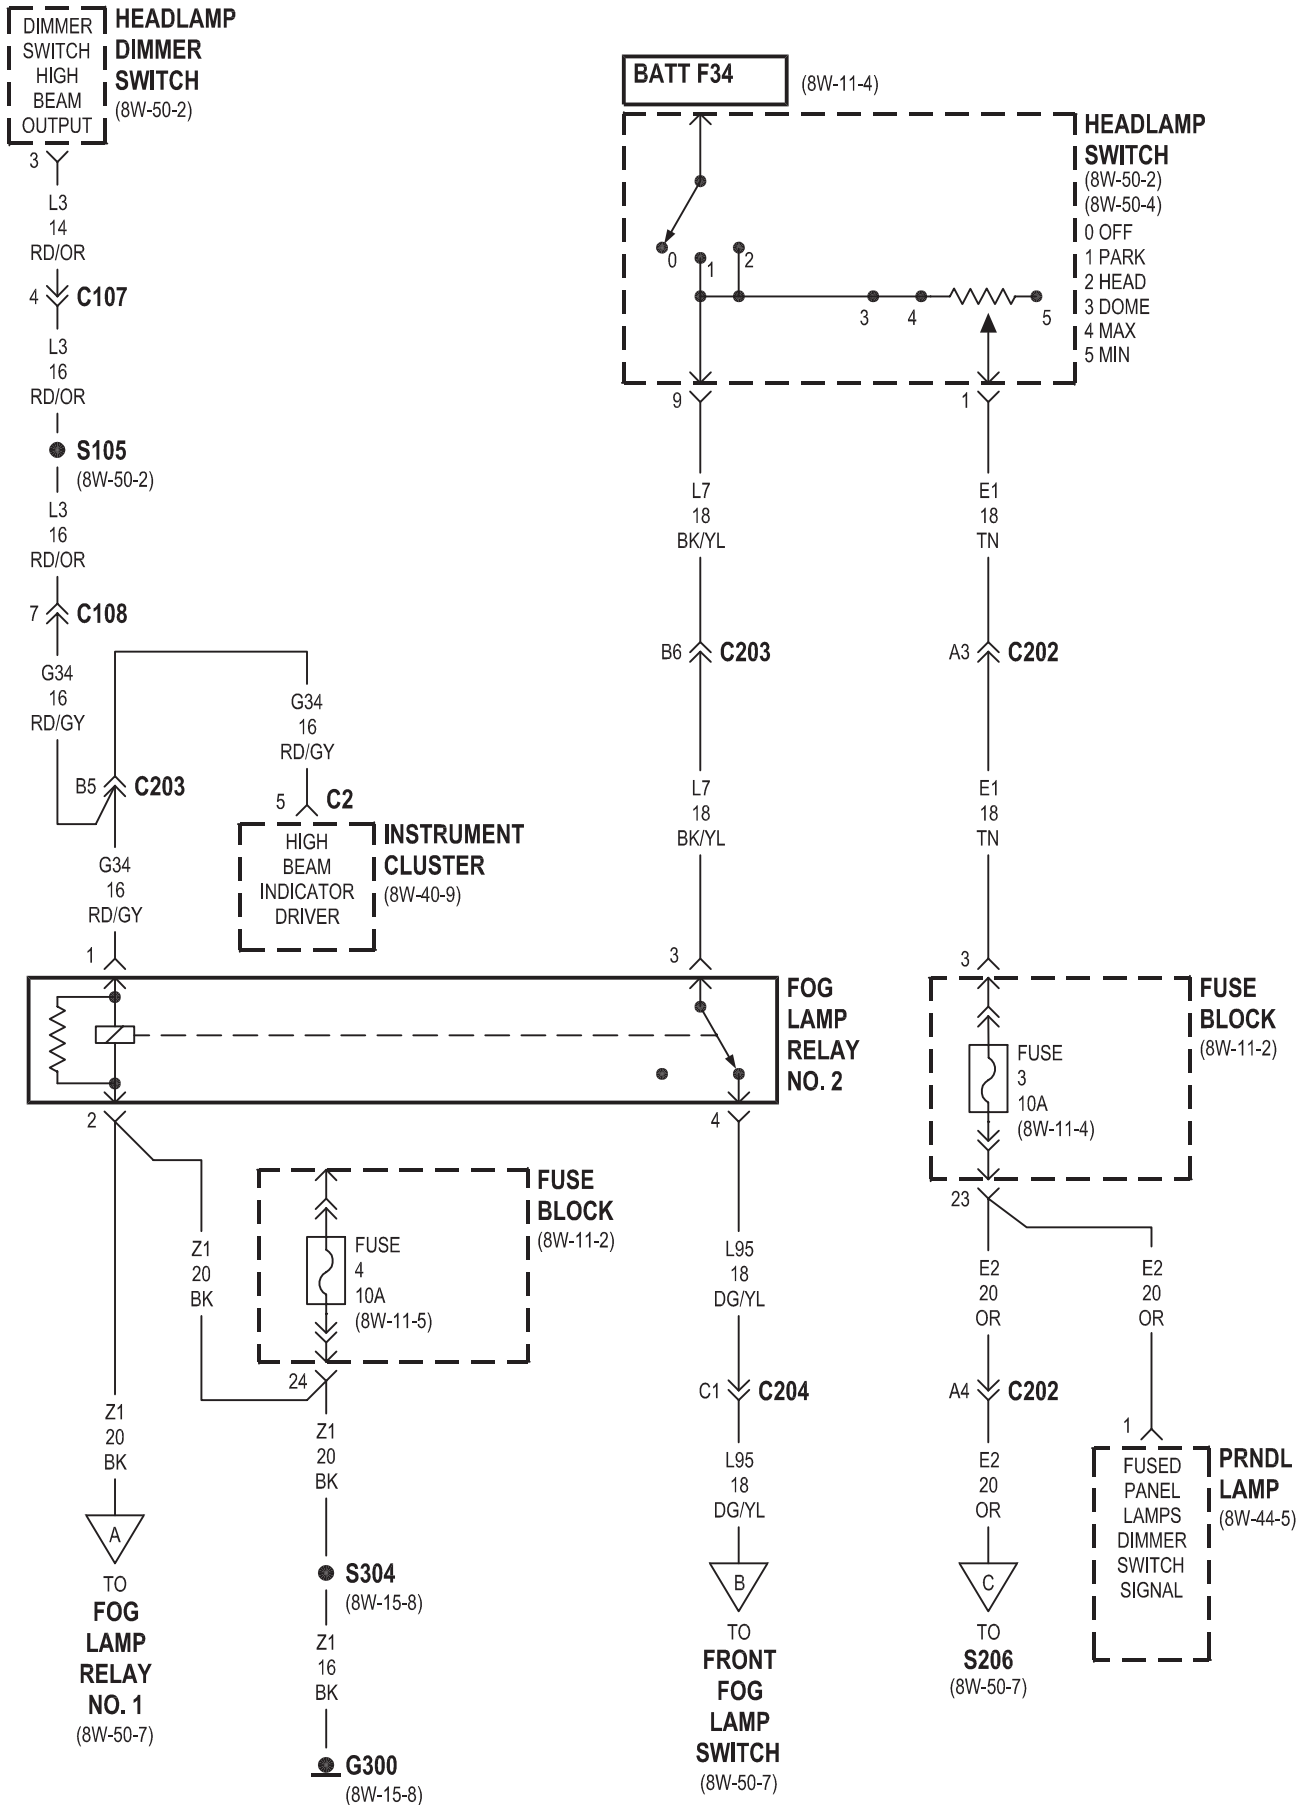 DIMMER
SWITCH
HIGH
BEAM
OUTPUT
HEADLAMP
DIMMER
SWITCH
(8W-50-2)
3
L3
14
RD/OR
4
C107
L3
16
RD/OR
S105
(8W-50-2)
L3
16
RD/OR
7
C108
G34
16
RD/GY
B5
C203
G34
16
RD/GY
5
C2
HIGH
BEAM
INDICATOR
DRIVER
INSTRUMENT
CLUSTER
(8W-40-9)
G34
16
RD/GY
1
BATT F34
(8W-11-4)
HEADLAMP
SWITCH
(8W-50-2)
(8W-50-4)
0 OFF
1 PARK
2 HEAD
3 DOME
4 MAX
5 MIN
0
1
2
3
4
5
9
1
L7
18
BK/YL
B6
C203
L7
18
BK/YL
3
E1
18
TN
A3
C202
E1
18
TN
3
FOG
LAMP
RELAY
NO. 2
2
4
FUSE
BLOCK
(8W-11-2)
FUSE
3
10A
(8W-11-4)
23
Z1
20
BK
FUSE
BLOCK
(8W-11-2)
FUSE
4
10A
(8W-11-5)
24
Z1
20
BK
A
TO
FOG
LAMP
RELAY
NO. 1
(8W-50-7)
Z1
20
BK
S304
(8W-15-8)
Z1
16
BK
G300
(8W-15-8)
L95
18
DG/YL
C1
C204
L95
18
DG/YL
B
TO
FRONT
FOG
LAMP
SWITCH
(8W-50-7)
E2
20
OR
A4
C202
E2
20
OR
C
TO
S206
(8W-50-7)
E2
20
OR
1
FUSED
PANEL
LAMPS
DIMMER
SWITCH
SIGNAL
PRNDL
LAMP
(8W-44-5)